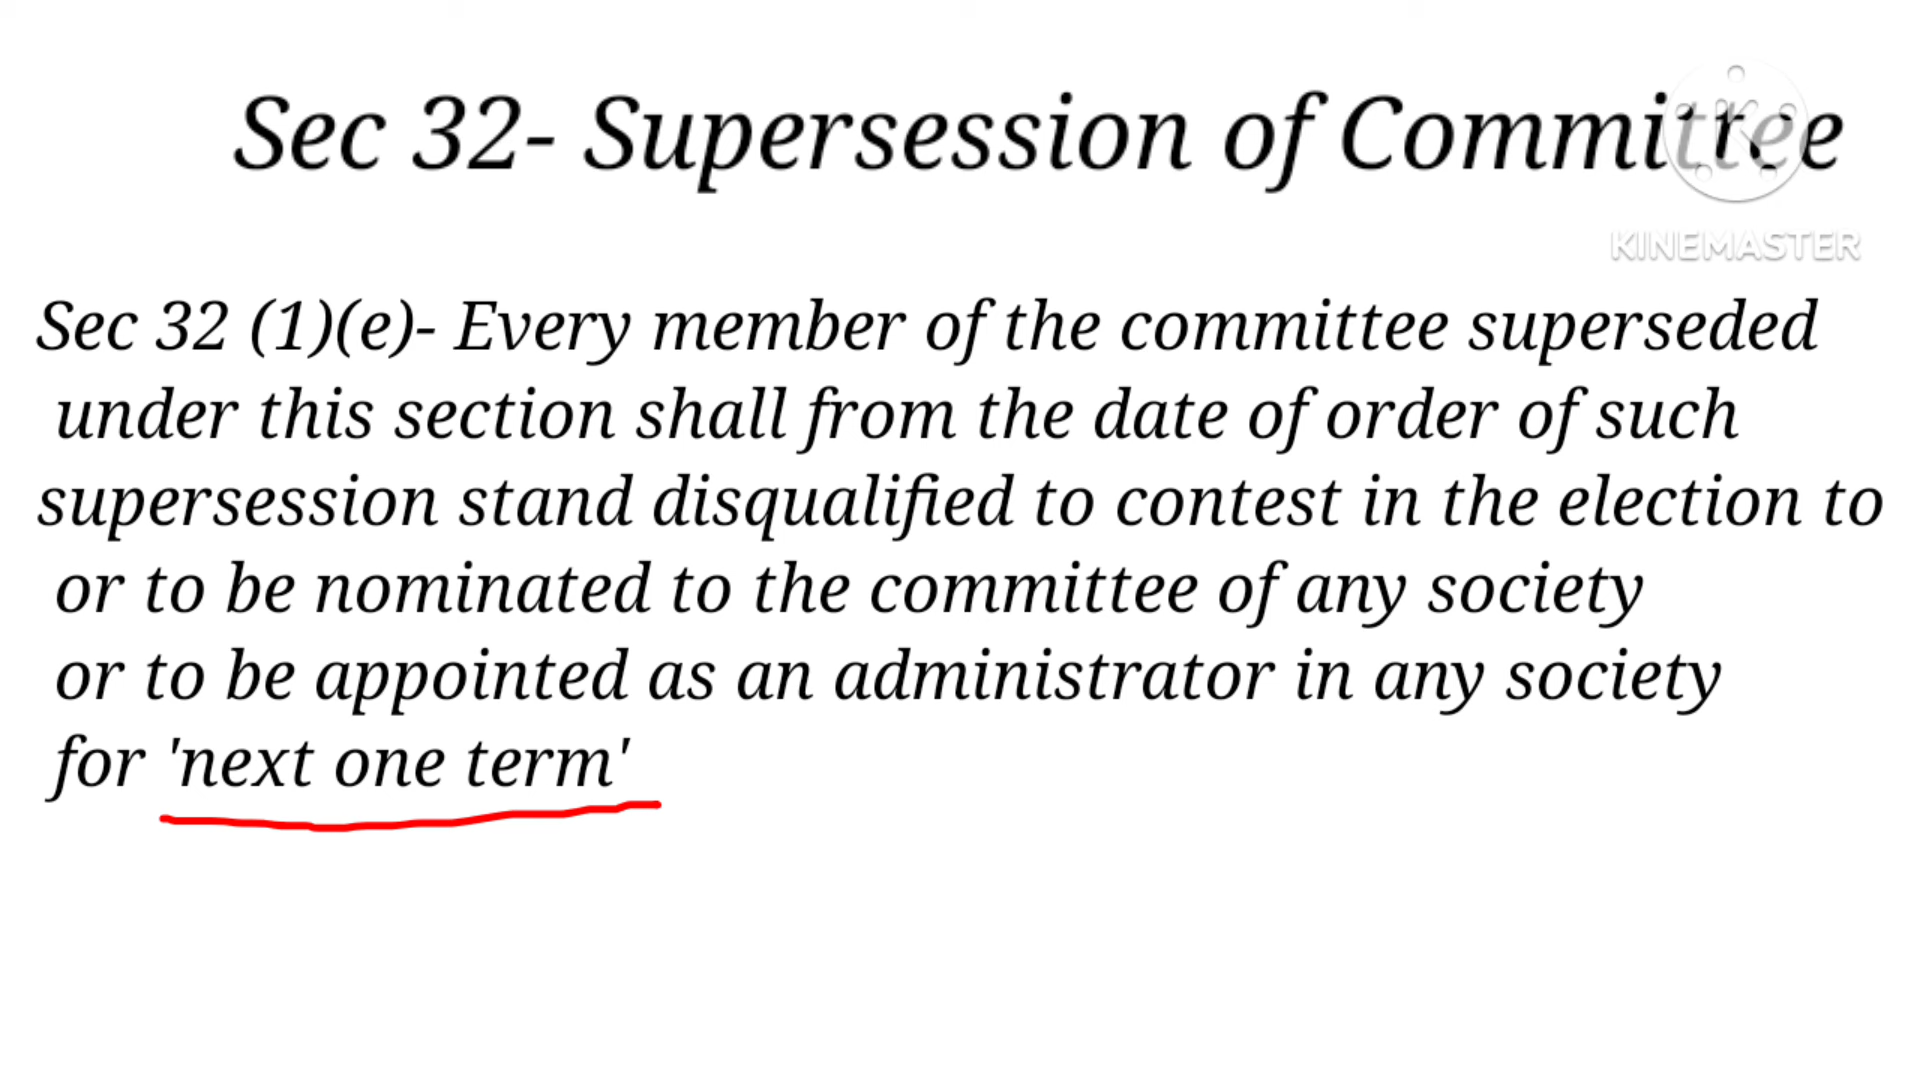 Sec 32- Supersession of Committee
KINEMASTER
Sec 32 (1)(e)- Every member of the committee superseded
under this section shall from the date of order of such
supersession stand disqualified to contest in the election to
or to be nominated to the committee of any society
or to be appointed as an administrator in any society
for 'next one term'